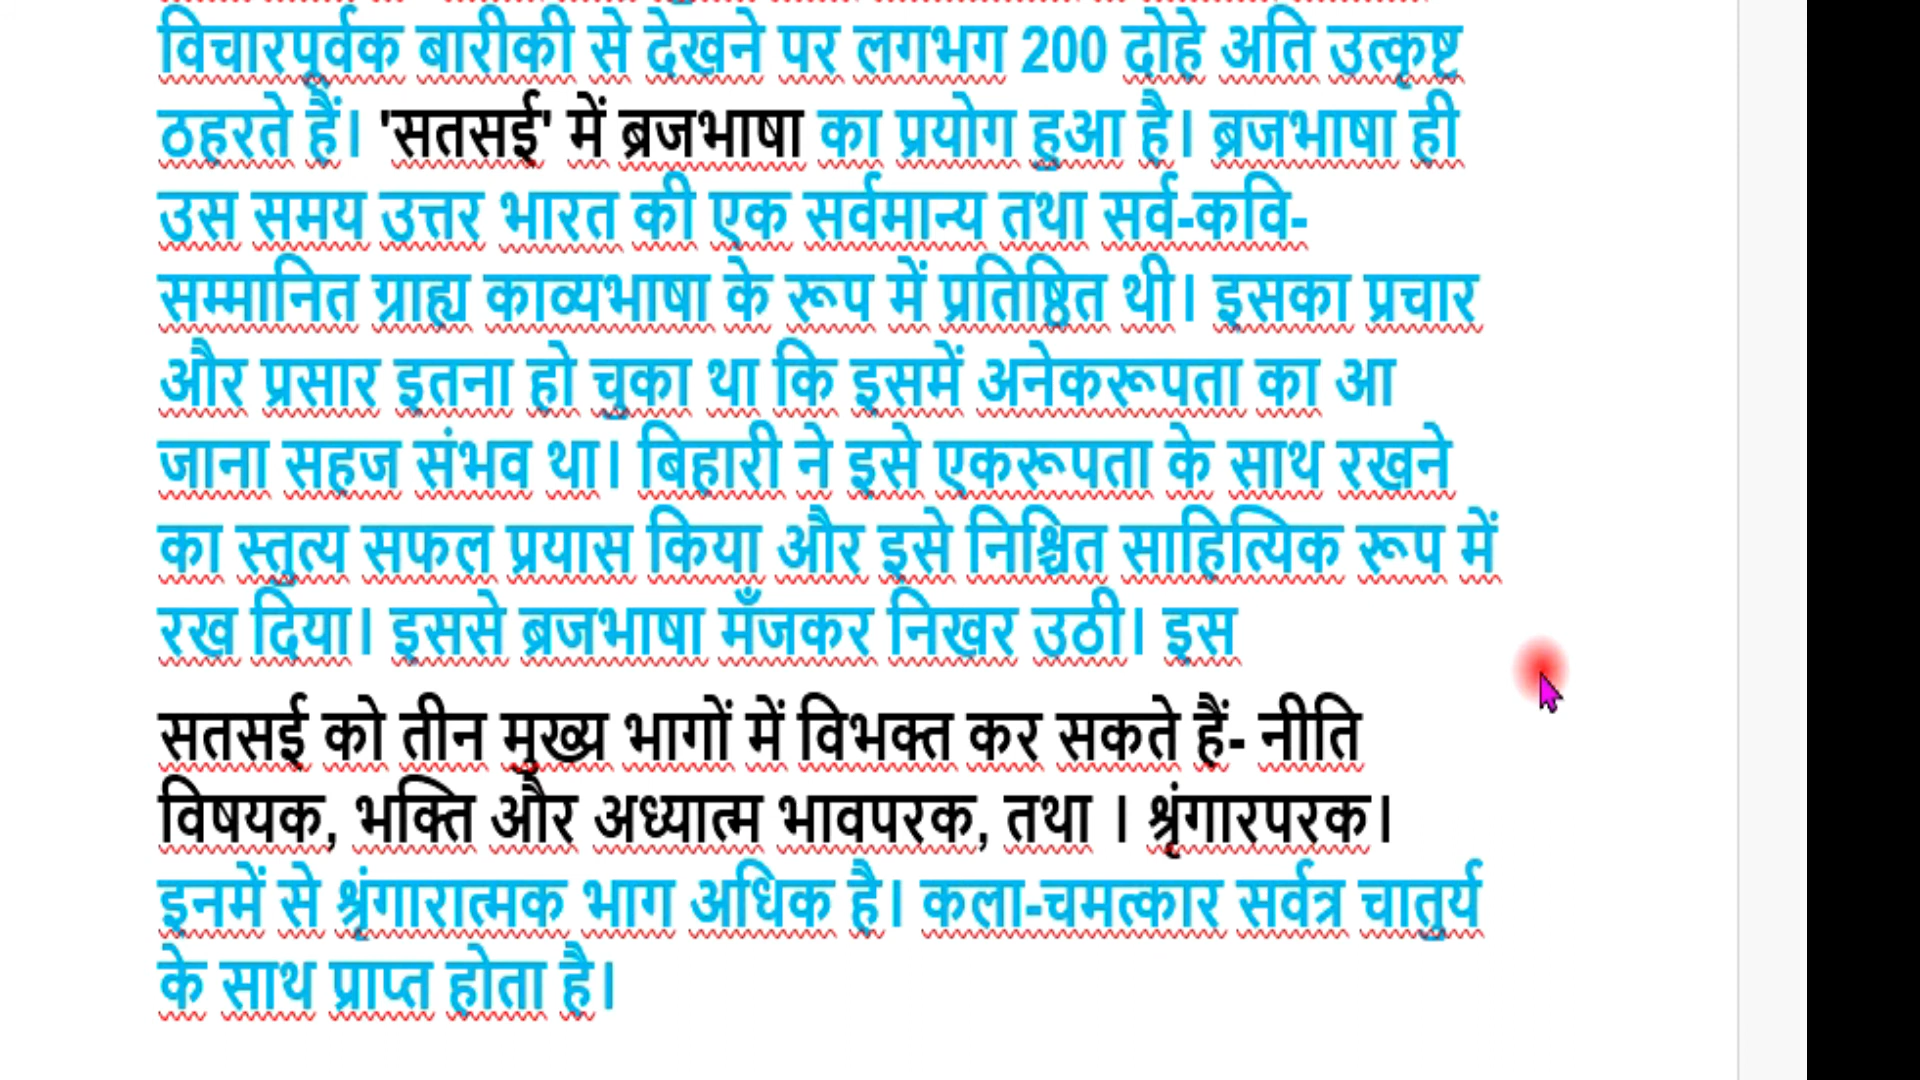 विचारपूर्वक बारीकी से देखने पर लगभग 200 दोहे अति उत्कृष्ट
ठहरते हैं। 'सतसई' में ब्रजभाषा का प्रयोग हुआ है। ब्रजभाषा ही
उस समय उत्तर भारत की एक सर्वमान्य तथा सर्व-कवि-
सम्मानित ग्राह्य काव्यभाषा के रूप में प्रतिष्ठित थी। इसका प्रचार
और प्रसार इतना हो चुका था कि इसमें अनेकरूपता का आ
जाना सहज संभव था। बिहारी ने इसे एकरूपता के साथ रखने
का स्तुत्य सफल प्रयास किया और इसे निश्चित साहित्यिक रूप में
रख दिया। इससे ब्रजभाषा मँजकर निखर उठी। इस
सतसई को तीन मुख्य भागों में विभक्त कर सकते हैं- नीति
विषयक, भक्ति और अध्यात्म भावपरक, तथा । श्रृंगारपरक।
इनमें से श्रृंगारात्मक भाग अधिक है। कला-चमत्कार सर्वत्र चातुर्य
के साथ प्राप्त होता है।